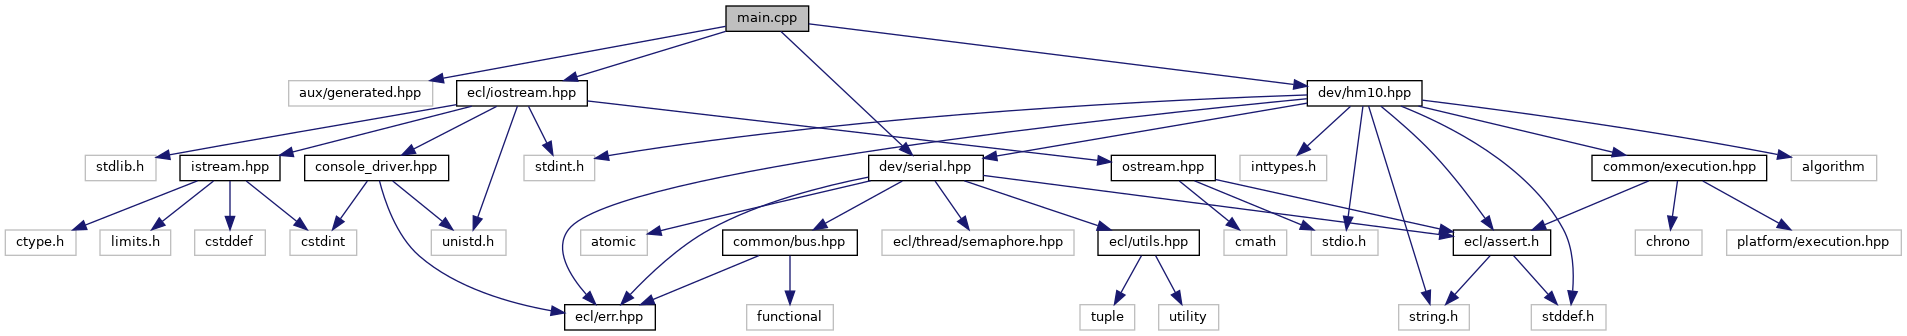 main.cpp
aux/generated.hpp
ecl/iostream.hpp
dev/hm10.hpp
stdlib.h
istream.hpp
console_driver.hpp
stdint.h
dev/serial.hpp
ostream.hpp
inttypes.h
common/execution.hpp
algorithm
ctype.h
limits.h
cstddef
cstdint
unistd.h
atomic
common/bus.hpp
ecl/thread/semaphore.hpp
ecl/utils.hpp
cmath
stdio.h
ecl/assert.h
chrono
platform/execution.hpp
ecl/err.hpp
functional
tuple
utility
string.h
stddef.h